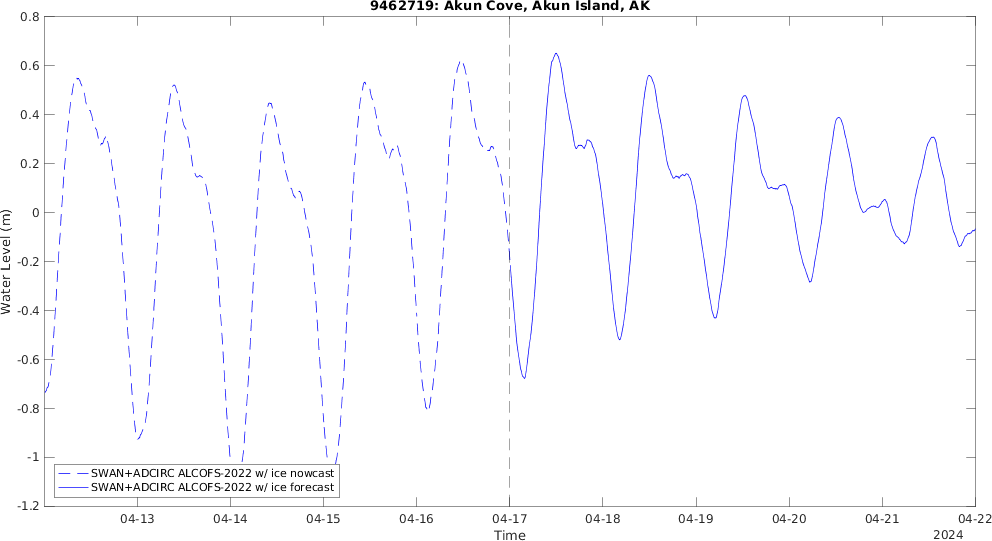 9462719: Akun Cove, Akun Island, AK
0.8
0.6
0.4
0.2
0
-0.2
-0.4
-0.6
-0.8
-1
-1.2
Water Level (m)
SWAN+ADCIRC ALCOFS-2022 w/ ice nowcast
SWAN+ADCIRC ALCOFS-2022 w/ ice forecast
04-13 04-14 04-15 04-16 04-17 04-18 04-19 04-20 04-21 04-22
Time
2024